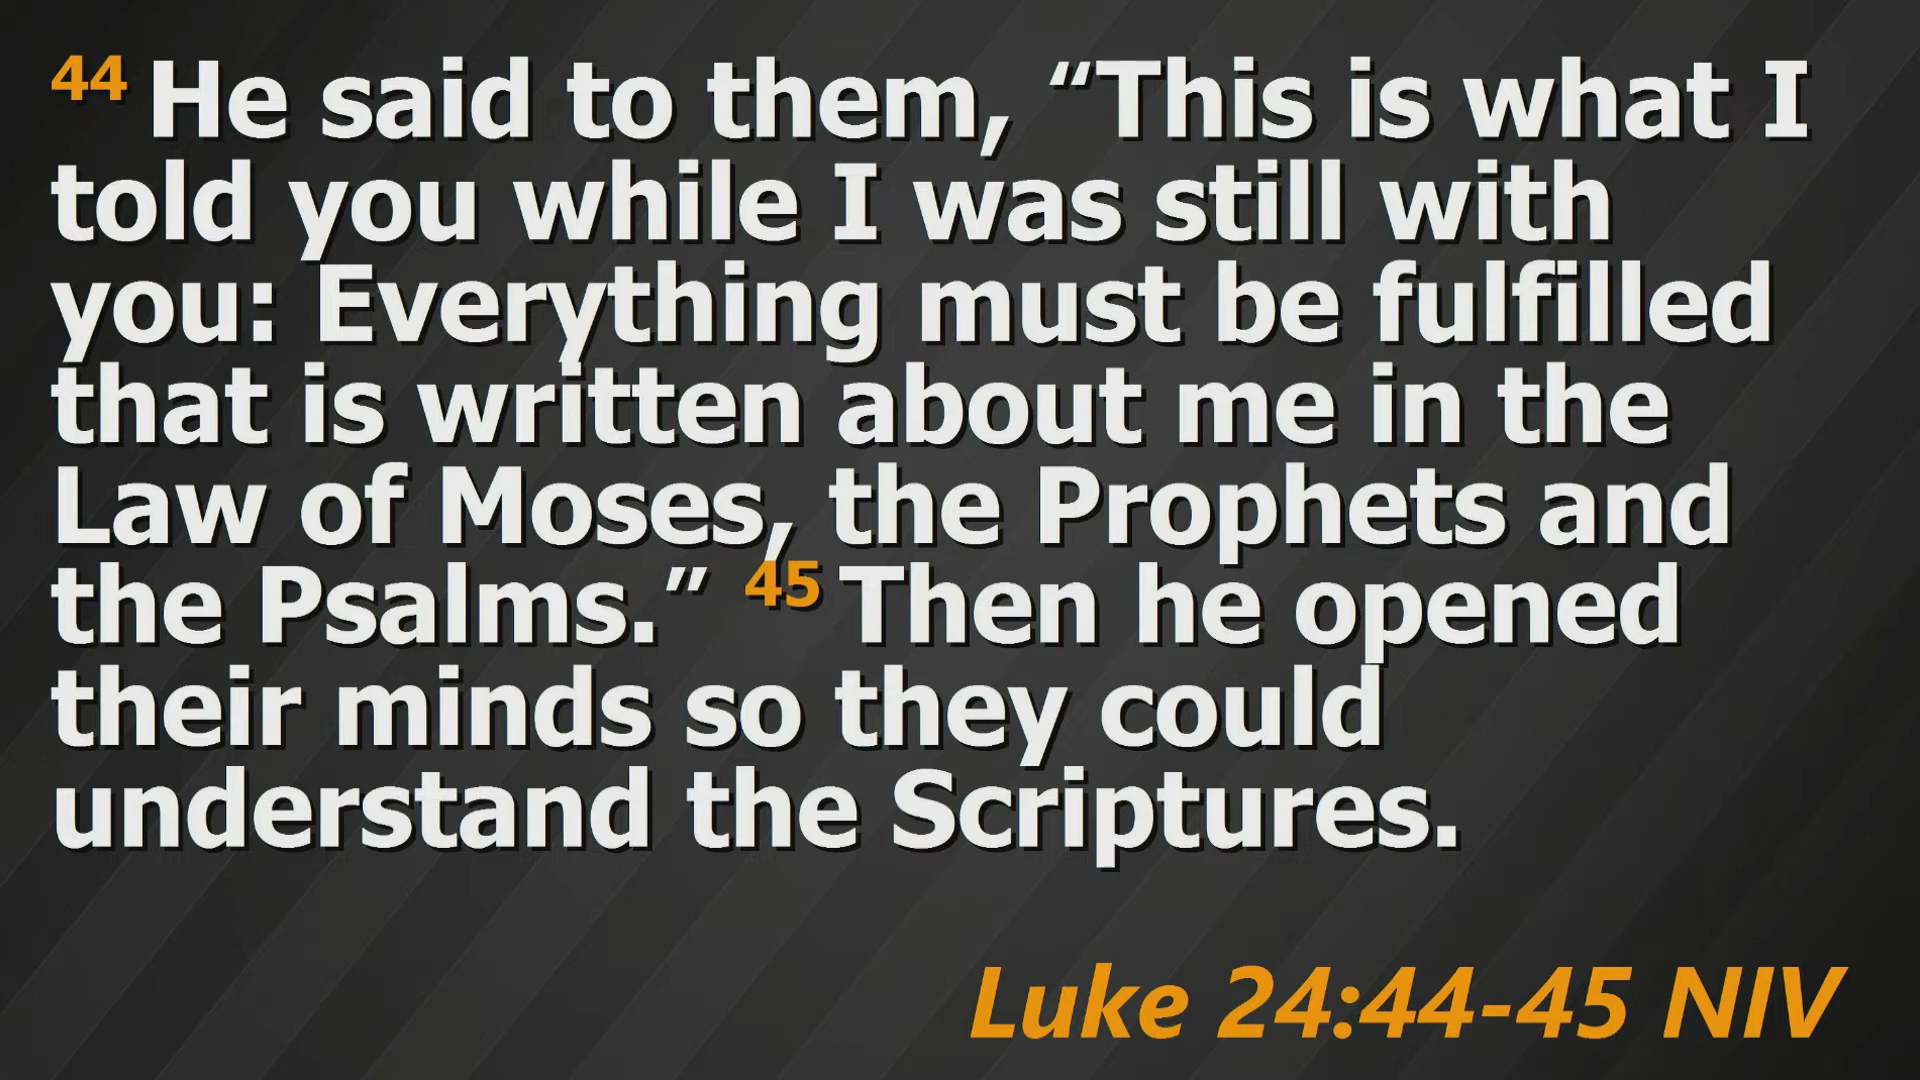 44 He said to them, “This is what I
told you while I was still with
you: Everything must be fulfilled
that is written about me in the
Law of Moses, the Prophets and
the Psalms.” 45 Then he opened
their minds so they could
understand the Scriptures.
Luke 24:44-45 NIV